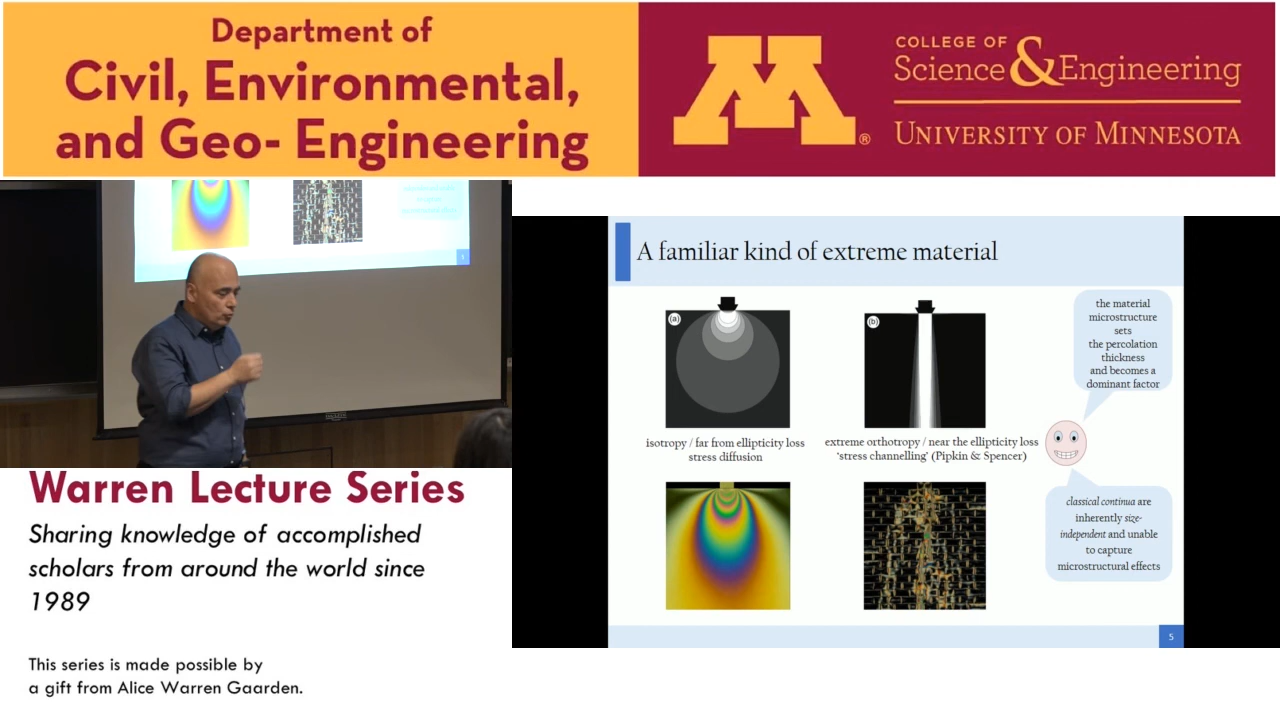 Department of
Civil, Environmental,
and Geo- Engineering
M®
COLLEGE OF
Science & Engineering
UNIVERSITY OF MINNESOTA
Warren Lecture Series
Sharing knowledge of accomplished
scholars from around the world since
1989
This series is made possible by
a gift from Alice Warren Gaarden.
A familiar kind of extreme material
(a)
(b)
isotropy / far from ellipticity loss
stress diffusion
extreme orthotropy / near the ellipticity loss
‘stress channelling’ (Pipkin & Spencer)
the material
microstructure
sets
the percolation
thickness
and becomes a
dominant factor
classical continua are
inherently size-
independent and unable
to capture
microstructural effects
5